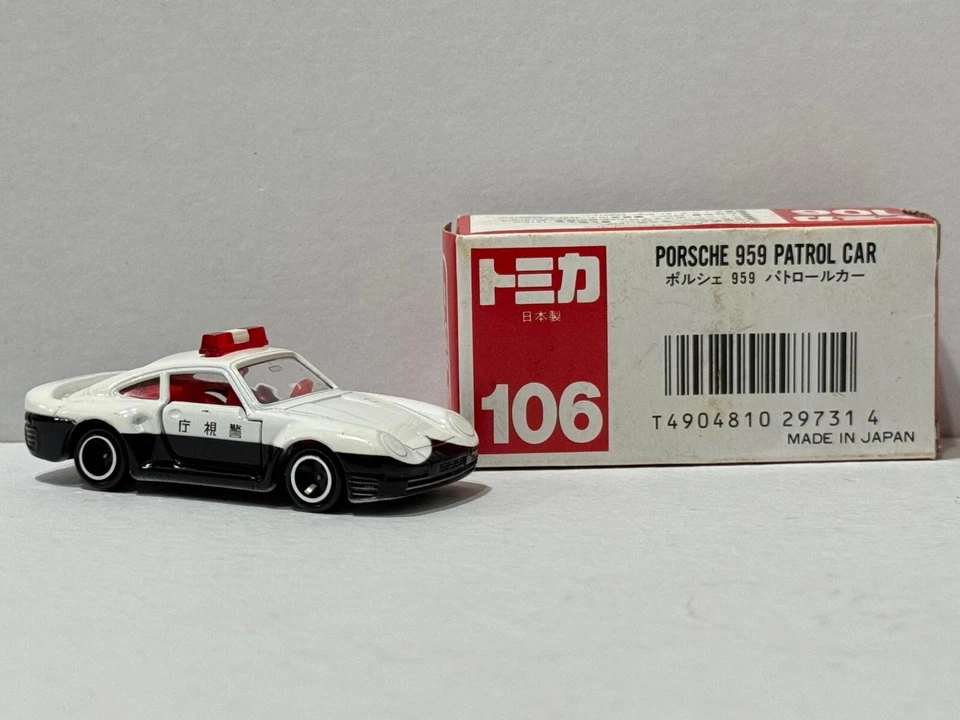 トミカ
日本製
106
PORSCHE 959 PATROL CAR
ポルシェ 959 パトロールカー
T4904810 29731 4
MADE IN JAPAN
庁視警
106